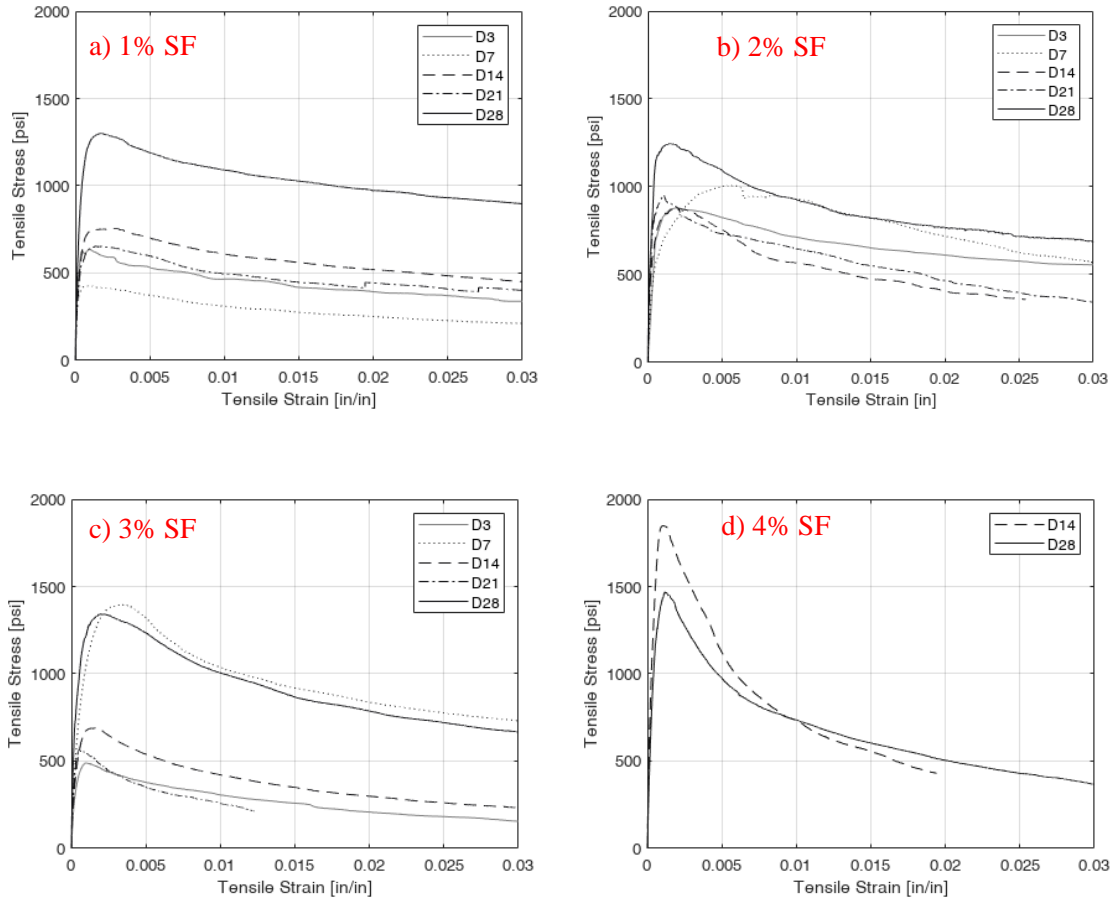 a) 1% SF
D3
D7
D14
D21
D28
2000
1500
1000
500
0
Tensile Stress [psi]
0 0.005 0.01 0.015 0.02 0.025 0.03
Tensile Strain [in/in]
b) 2% SF
D3
D7
D14
D21
D28
2000
1500
1000
500
0
Tensile Stress [psi]
0 0.005 0.01 0.015 0.02 0.025 0.03
Tensile Strain [in]
c) 3% SF
D3
D7
D14
D21
D28
2000
1500
1000
500
0
Tensile Stress [psi]
0 0.005 0.01 0.015 0.02 0.025 0.03
Tensile Strain [in/in]
d) 4% SF
D14
D28
2000
1500
1000
500
0
Tensile Stress [psi]
0 0.005 0.01 0.015 0.02 0.025 0.03
Tensile Strain [in/in]